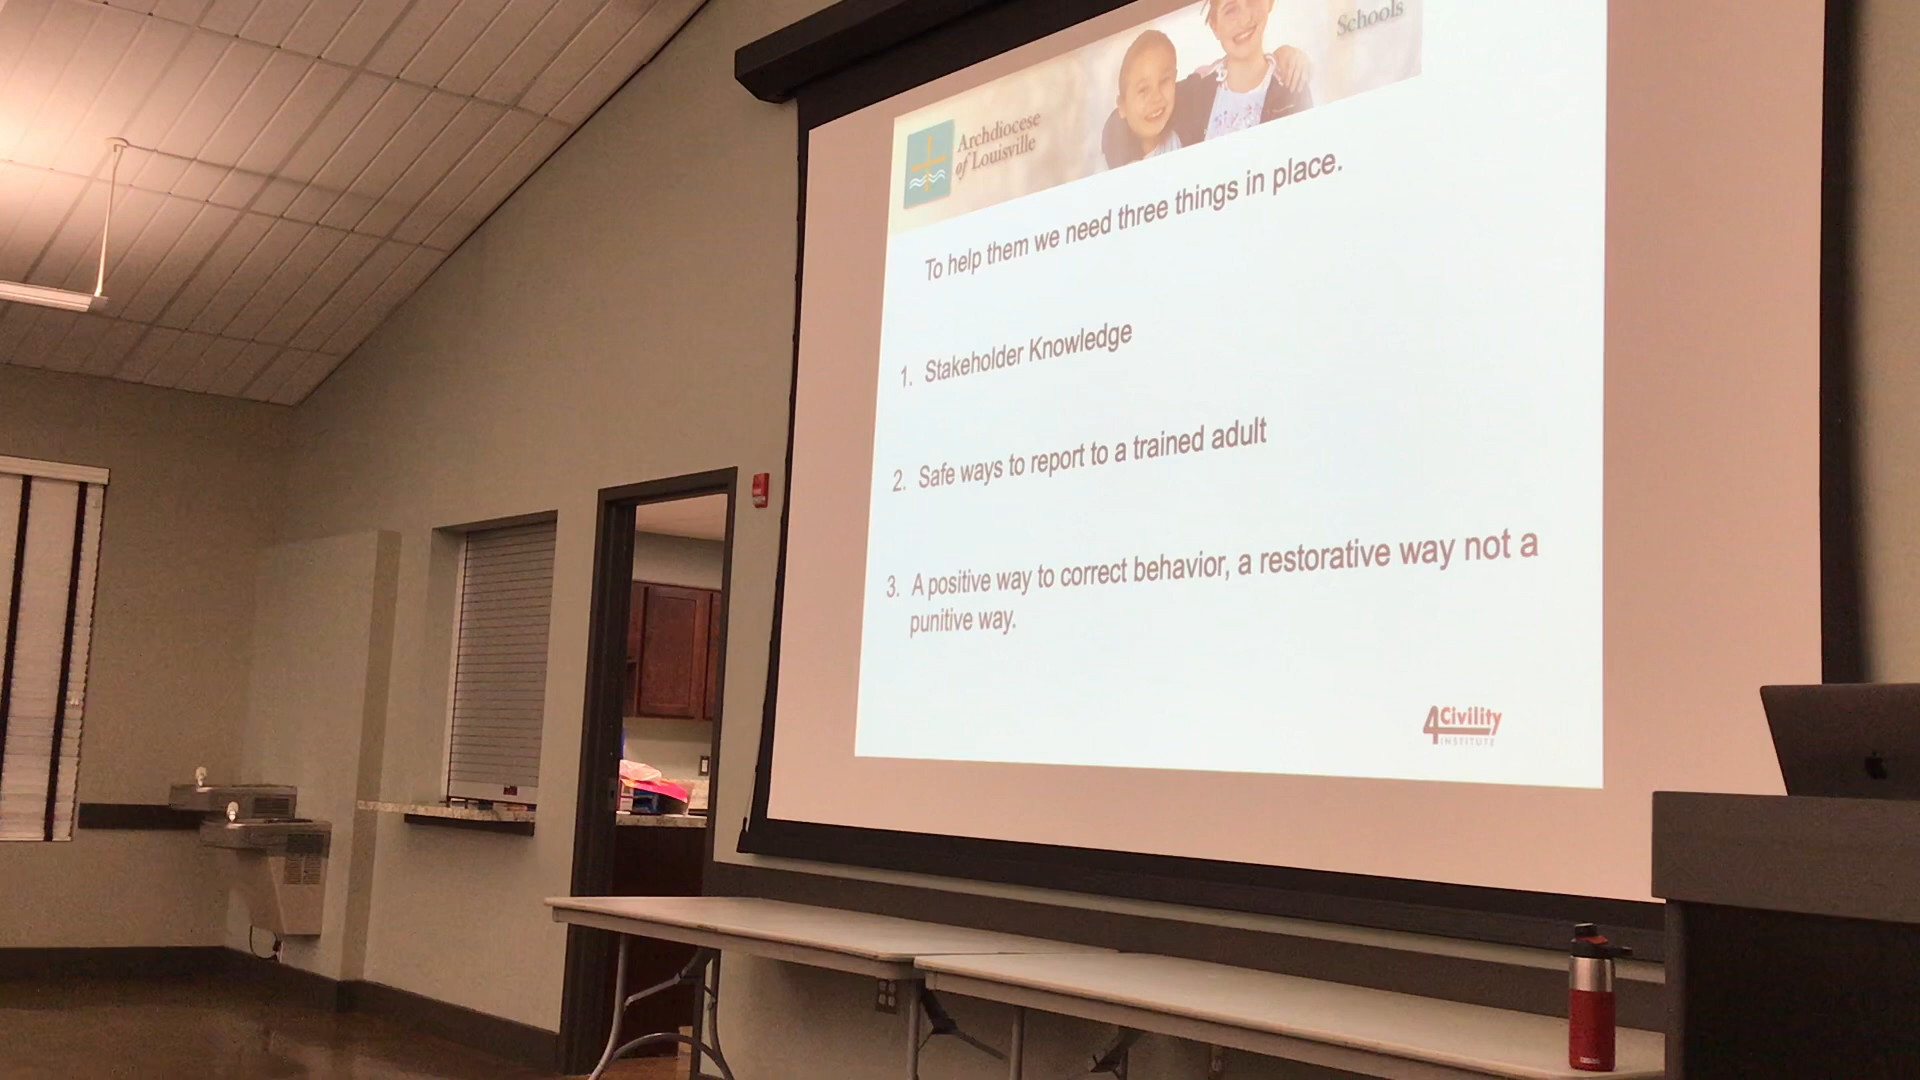 Schools
Archdiocese
of Louisville
To help them we need three things in place.
1. Stakeholder Knowledge
2. Safe ways to report to a trained adult
3. A positive way to correct behavior, a restorative way not a
punitive way.
4Civility
INSTITUTE